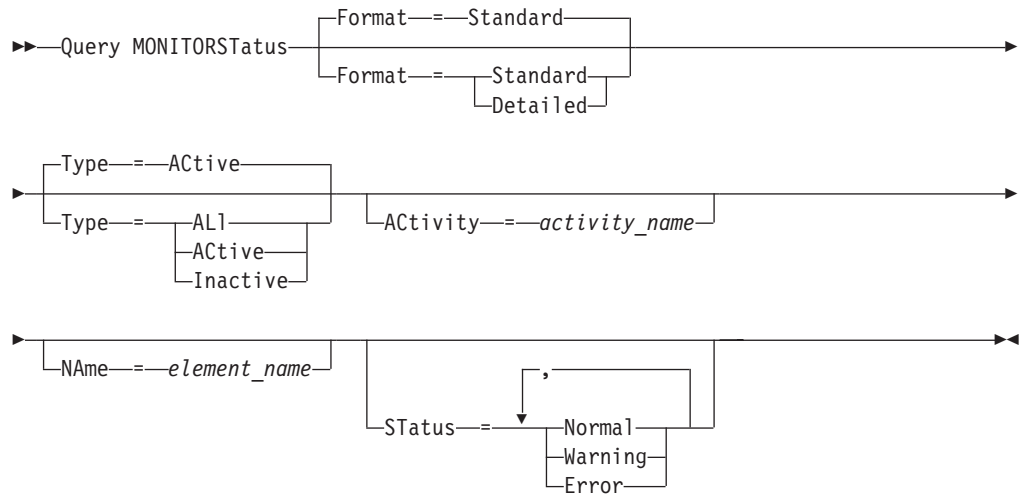 Format = Standard
Query MONITORSTatus
Format = Standard
Detailed
Type = ACtive
Type = ALl
ACtive
Inactive
ACtivity = activity_name
NAme = element_name
,
STatus = Normal
Warning
Error